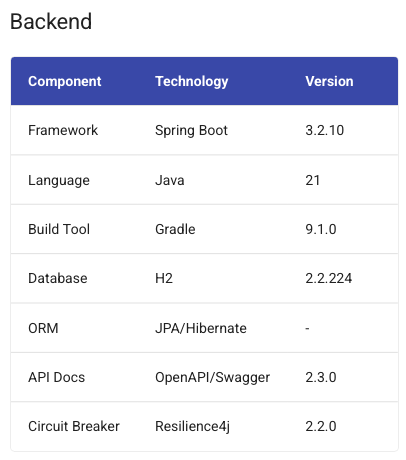 Backend
Component Technology Version
Framework Spring Boot 3.2.10
Language Java 21
Build Tool Gradle 9.1.0
Database H2 2.2.224
ORM JPA/Hibernate -
API Docs OpenAPI/Swagger 2.3.0
Circuit Breaker Resilience4j 2.2.0